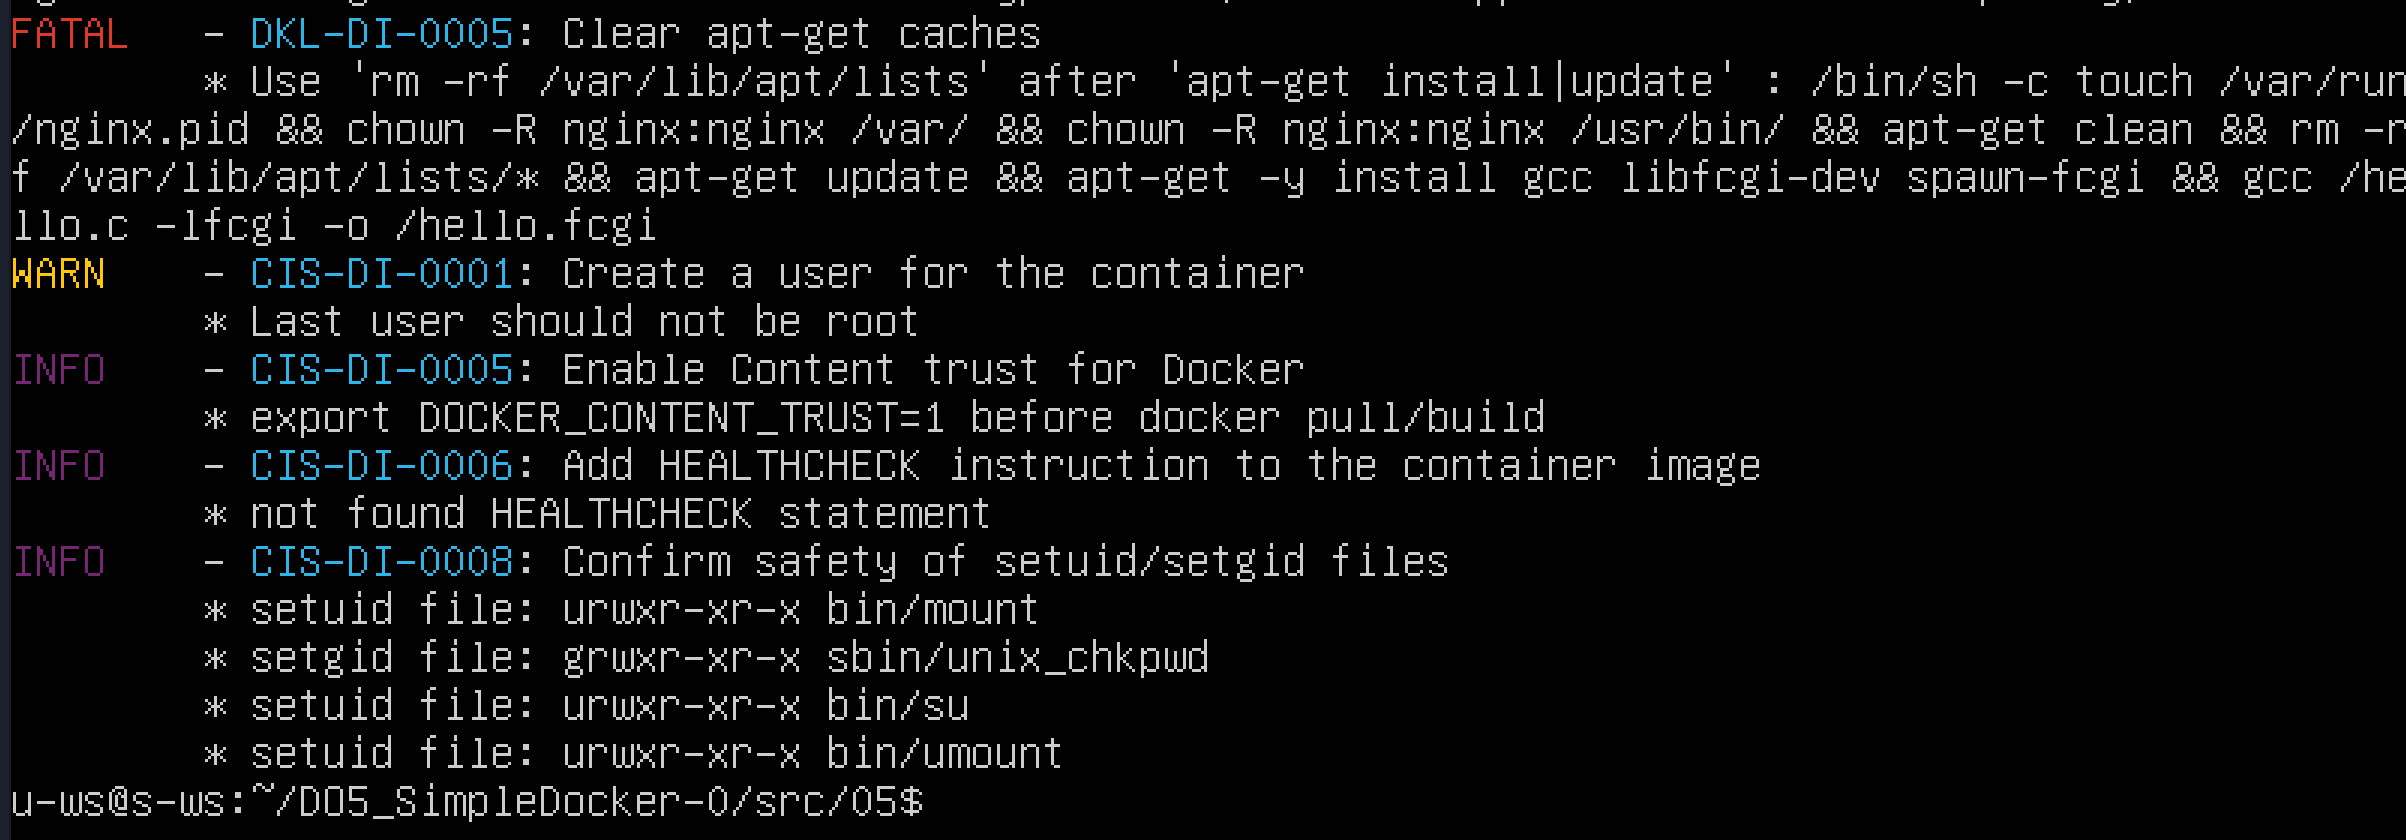 FATAL - DKL-DI-0005: Clear apt-get caches
* Use 'rm -rf /var/lib/apt/lists' after 'apt-get install|update' : /bin/sh -c touch /var/run
/nginx.pid && chown -R nginx:nginx /var/ && chown -R nginx:nginx /usr/bin/ && apt-get clean && rm -r
f /var/lib/apt/lists/* && apt-get update && apt-get -y install gcc libfcgi-dev spawn-fcgi && gcc /he
llo.c -lfcgi -o /hello.fcgi
WARN - CIS-DI-0001: Create a user for the container
* Last user should not be root
INFO - CIS-DI-0005: Enable Content trust for Docker
* export DOCKER_CONTENT_TRUST=1 before docker pull/build
INFO - CIS-DI-0006: Add HEALTHCHECK instruction to the container image
* not found HEALTHCHECK statement
INFO - CIS-DI-0008: Confirm safety of setuid/setgid files
* setuid file: urwxr-xr-x bin/mount
* setgid file: grwxr-xr-x sbin/unix_chkpwd
* setuid file: urwxr-xr-x bin/su
* setuid file: urwxr-xr-x bin/umount
u-ws@s-ws:~/DO5_SimpleDocker-0/src/05$